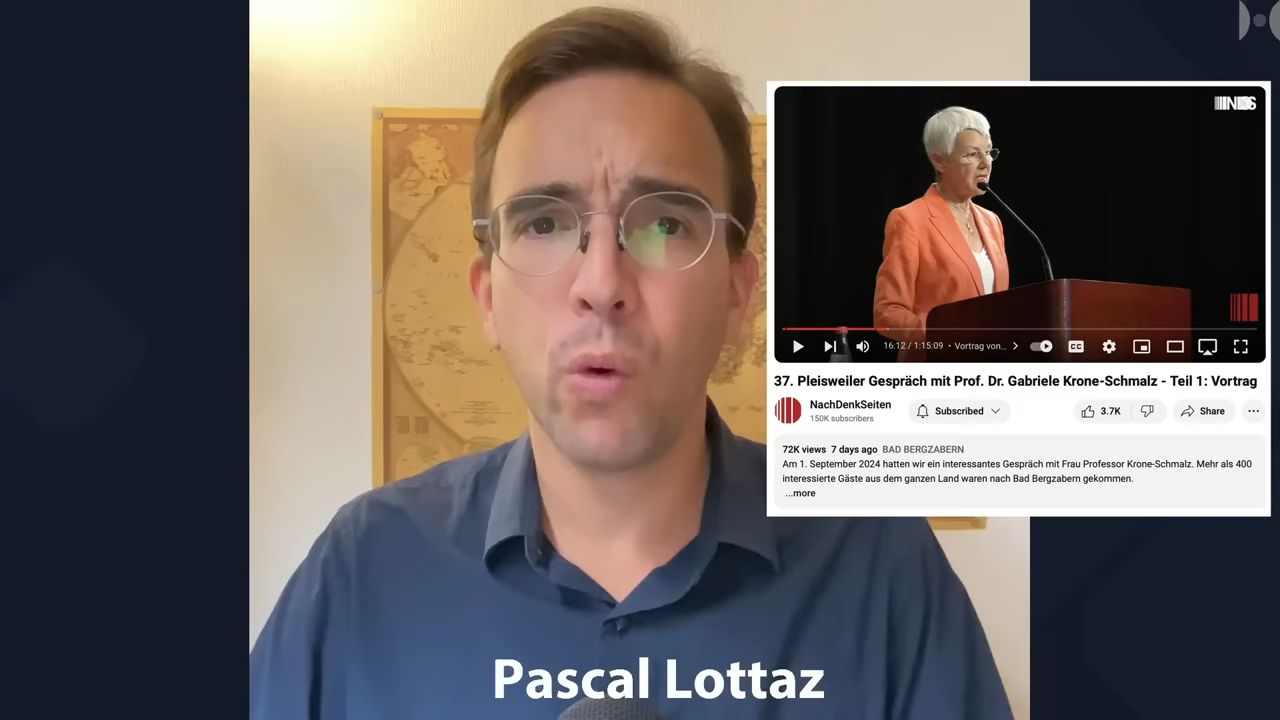 NDS
16:12 / 1:15:09 • Vortrag von...
CC
37. Pleisweiler Gespräch mit Prof. Dr. Gabriele Krone-Schmalz - Teil 1: Vortrag
NachDenkSeiten
150K subscribers
Subscribed
3.7K
Share
72K views 7 days ago BAD BERGZABERN
Am 1. September 2024 hatten wir ein interessantes Gespräch mit Frau Professor Krone-Schmalz. Mehr als 400
interessierte Gäste aus dem ganzen Land waren nach Bad Bergzabern gekommen.
...more
Pascal Lottaz